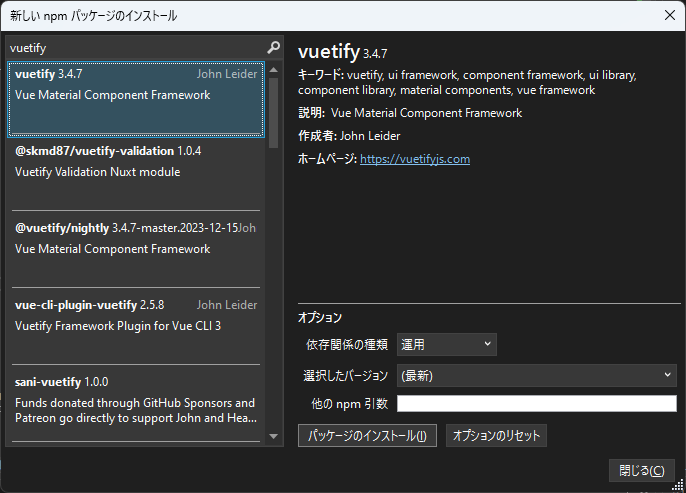 新しい npm パッケージのインストール
vuetify
vuetify 3.4.7 John Leider
Vue Material Component Framework
@skmd87/vuetify-validation 1.0.4
Vuetify Validation Nuxt module
@vuetify/nightly 3.4.7-master.2023-12-15Joh
Vue Material Component Framework
vue-cli-plugin-vuetify 2.5.8 John Leider
Vuetify Framework Plugin for Vue CLI 3
sani-vuetify 1.0.0
Funds donated through GitHub Sponsors and
Patreon go directly to support John and Hea...
vuetify 3.4.7
キーワード: vuetify, ui framework, component framework, ui library,
component library, material components, vue framework
説明: Vue Material Component Framework
作成者: John Leider
ホームページ: https://vuetifyjs.com
オプション
依存関係の種類 運用
選択したバージョン (最新)
他の npm 引数
パッケージのインストール(I) オプションのリセット
閉じる(C)